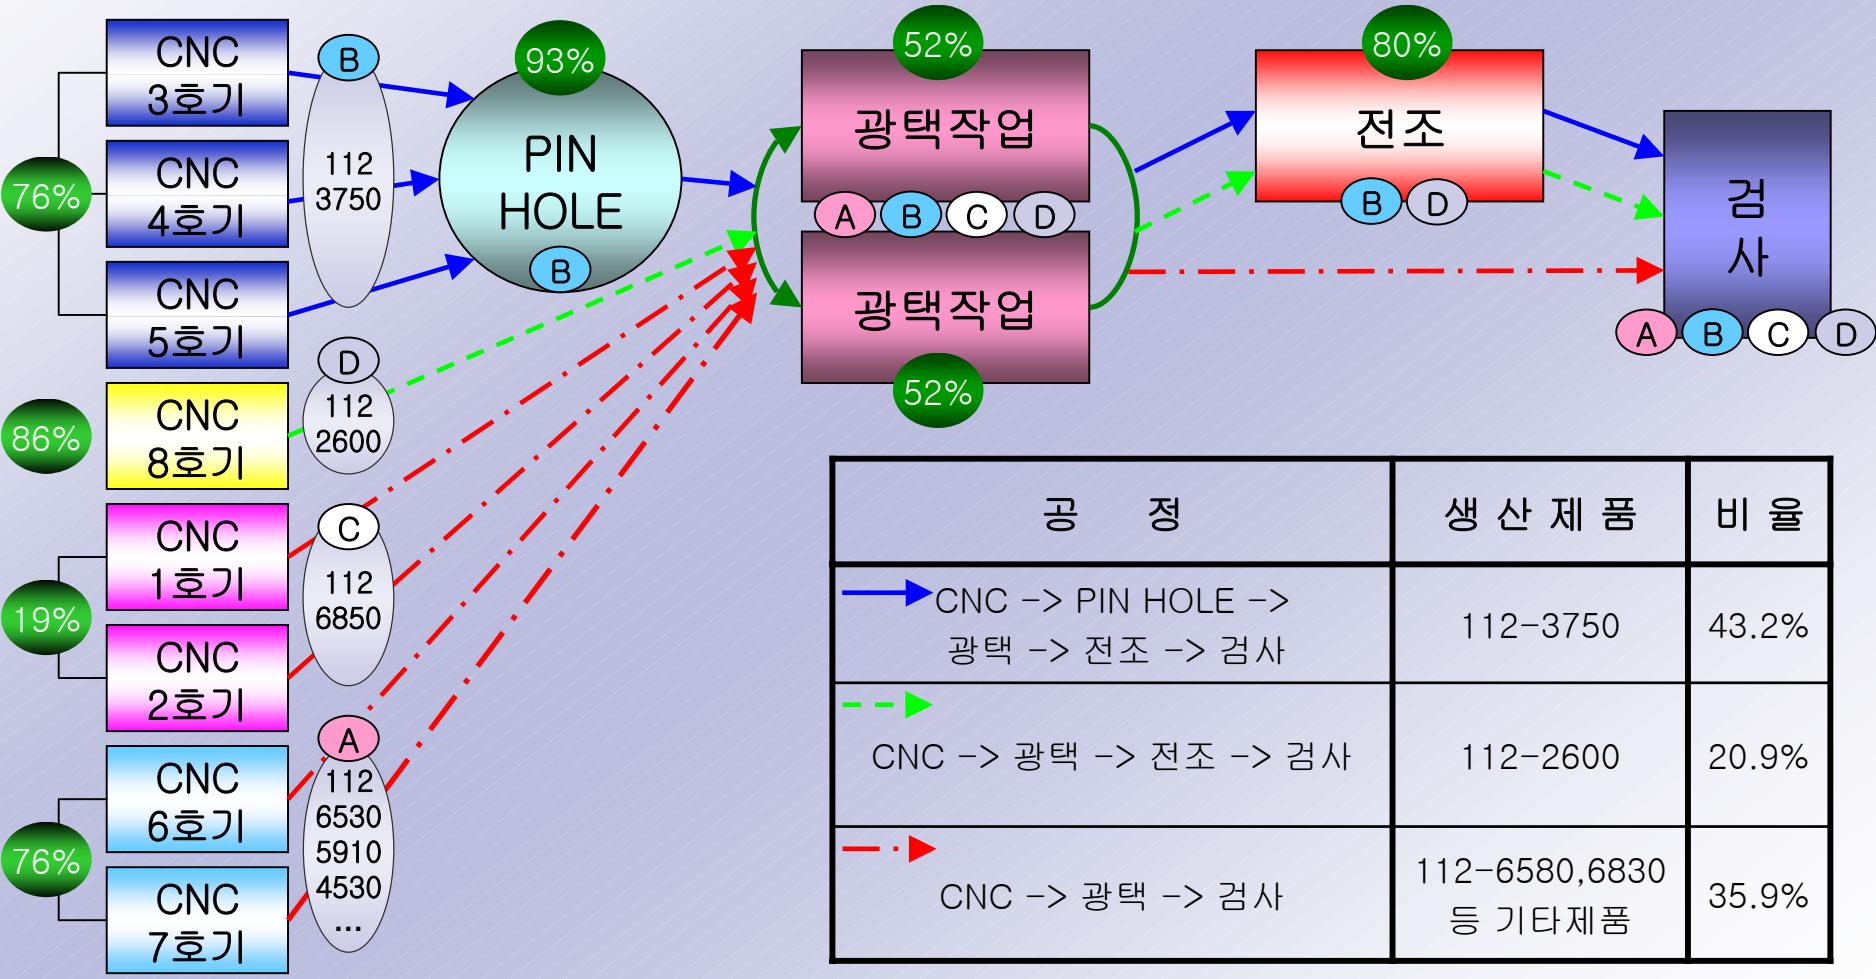 CNC
3호기
CNC
4호기
CNC
5호기
76%
B
112
3750
93%
PIN
HOLE
B
52%
광택작업
A B C D
광택작업
52%
80%
전조
B D
검
사
A B C D
86%
CNC
8호기
D
112
2600
19%
CNC
1호기
CNC
2호기
C
112
6850
76%
CNC
6호기
CNC
7호기
A
112
6530
5910
4530
...
공 정 생 산 제 품 비 율
CNC -> PIN HOLE ->
광택 -> 전조 -> 검사
112-3750
43.2%
CNC -> 광택 -> 전조 -> 검사
112-2600
20.9%
CNC -> 광택 -> 검사
112-6580,6830
등 기타제품
35.9%